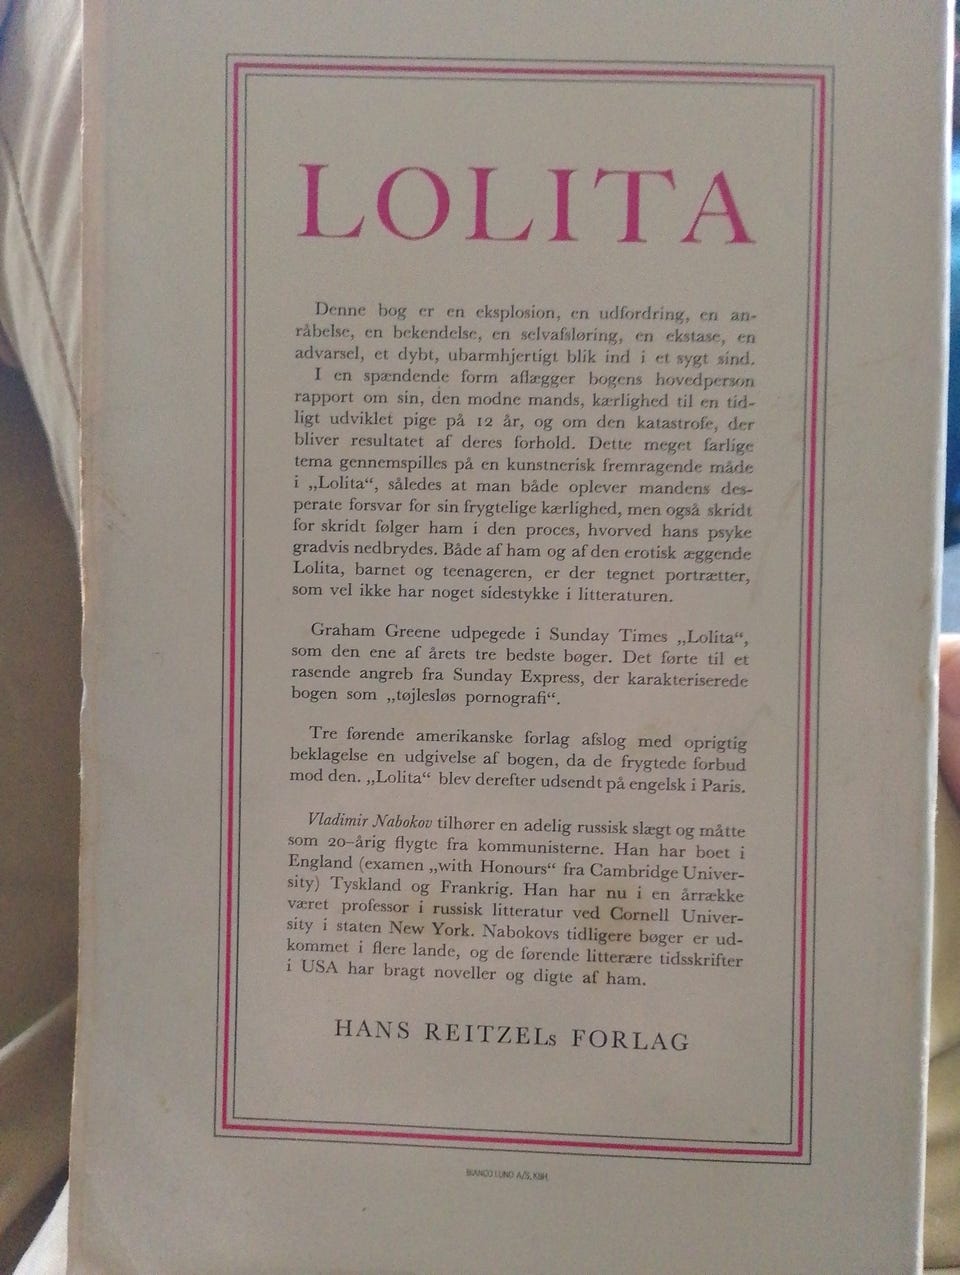 LOLITA
Denne bog er en eksplosion, en udfordring, en an-
råbelse, en bekendelse, en selvafsløring, en ekstase, en
advarsel, et dybt, ubarmhjertigt blik ind i et sygt sind.
I en spændende form aflægger bogens hovedperson
rapport om sin, den modne mands, kærlighed til en tid-
ligt udviklet pige på 12 år, og om den katastrofe, der
bliver resultatet af deres forhold. Dette meget farlige
tema gennemspilles på en kunstnerisk fremragende måde
i „Lolita“, således at man både oplever mandens des-
perate forsvar for sin frygtelige kærlighed, men også skridt
for skridt følger ham i den proces, hvorved hans psyke
gradvis nedbrydes. Både af ham og af den erotisk æggende
Lolita, barnet og teenageren, er der tegnet portrætter,
som vel ikke har noget sidestykke i litteraturen.
Graham Greene udpegede i Sunday Times „Lolita“,
som den ene af årets tre bedste bøger. Det førte til et
rasende angreb fra Sunday Express, der karakteriserede
bogen som „tøjlesløs pornografi“.
Tre førende amerikanske forlag afslog med oprigtig
beklagelse en udgivelse af bogen, da de frygtede forbud
mod den. „Lolita“ blev derefter udsendt på engelsk i Paris.
Vladimir Nabokov tilhører en adelig russisk slægt og måtte
som 20-årig flygte fra kommunisterne. Han har boet i
England (examen „with Honours“ fra Cambridge Univer-
sity) Tyskland og Frankrig. Han har nu i en årrække
været professor i russisk litteratur ved Cornell Univer-
sity i staten New York. Nabokovs tidligere bøger er ud-
kommet i flere lande, og de førende litterære tidsskrifter
i USA har bragt noveller og digte af ham.
HANS REITZELs FORLAG
BIANCO LUNO A/S, KBH.